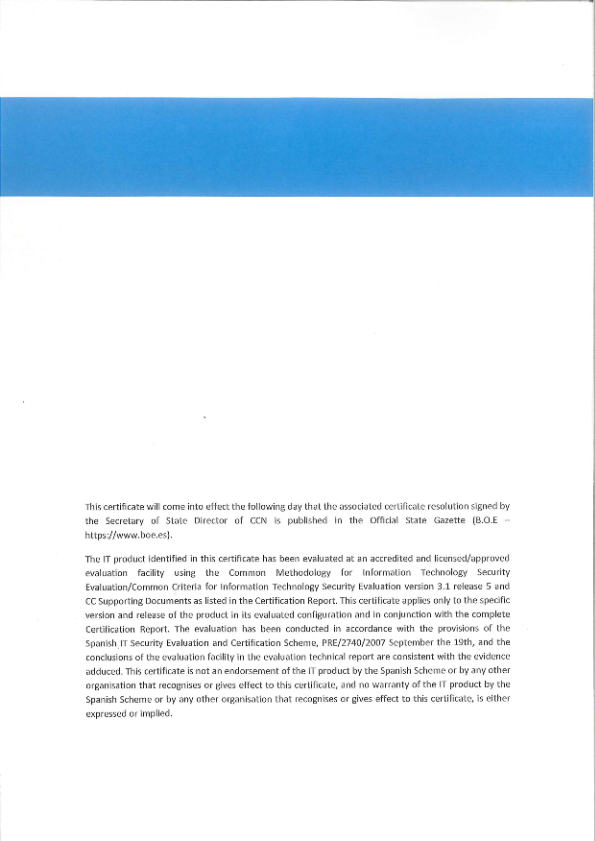 This certificate will come into effect the following day that the associated certificate resolution signed by
the Secretary of State Director of CCN is published in the Official State Gazette (B.O.E –
https://www.boe.es).
The IT product identified in this certificate has been evaluated at an accredited and licensed/approved
evaluation facility using the Common Methodology for Information Technology Security
Evaluation/Common Criteria for Information Technology Security Evaluation version 3.1 release 5 and
CC Supporting Documents as listed in the Certification Report. This certificate applies only to the specific
version and release of the product in its evaluated configuration and in conjunction with the complete
Certification Report. The evaluation has been conducted in accordance with the provisions of the
Spanish IT Security Evaluation and Certification Scheme, PRE/2740/2007 September the 19th, and the
conclusions of the evaluation facility in the evaluation technical report are consistent with the evidence
adduced. This certificate is not an endorsement of the IT product by the Spanish Scheme or by any other
organisation that recognises or gives effect to this certificate, and no warranty of the IT product by the
Spanish Scheme or by any other organisation that recognises or gives effect to this certificate, is either
expressed or implied.